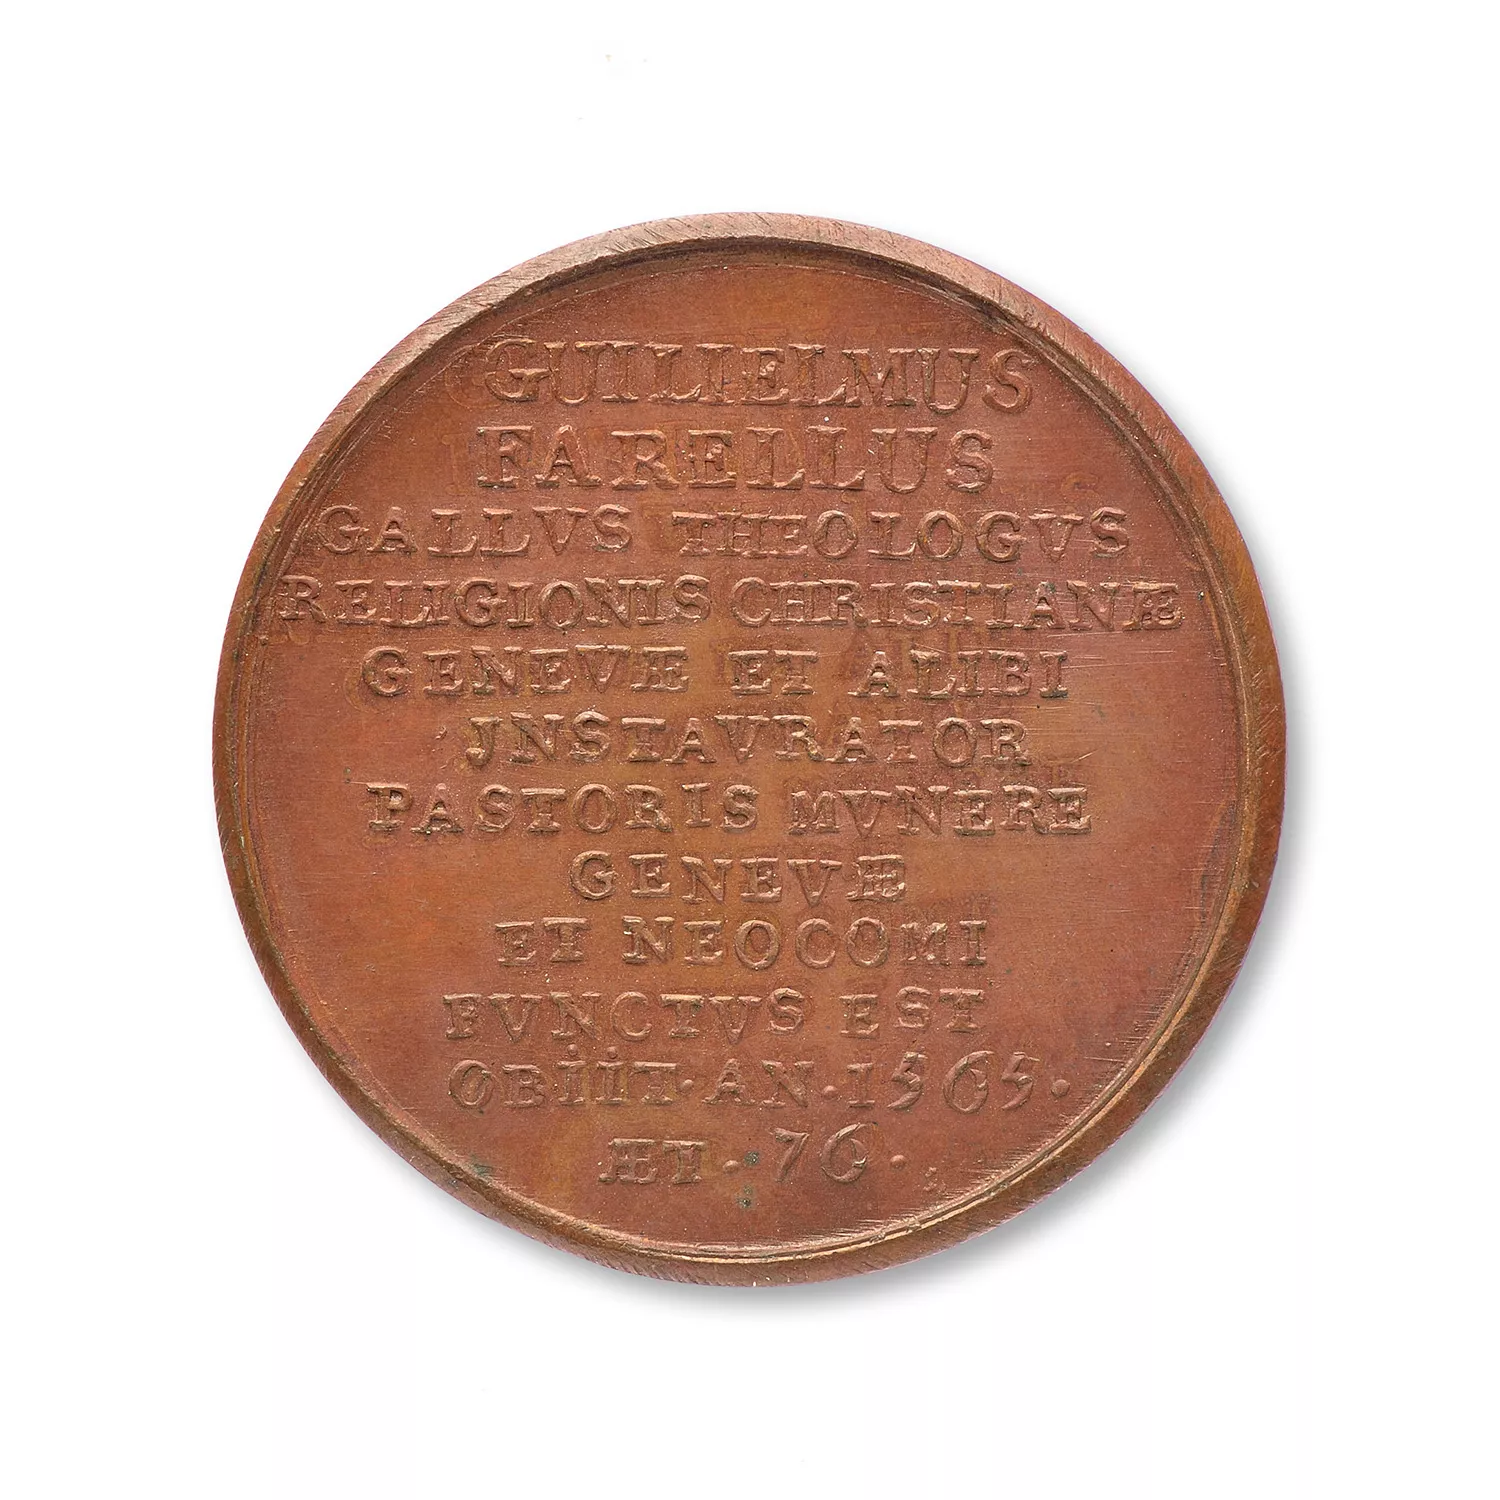 GUILIELMUS
FARELLUS
GALLVS THEOLOGVS
RELIGIONIS CHRISTIANÆ
GENEVÆ ET ALIBI
JNSTAVRATOR
PASTORIS MVNERE
GENEVÆ
ET NEOCOMI
FVNCTVS EST
OBIIT·AN·1565.
ÆT·76.